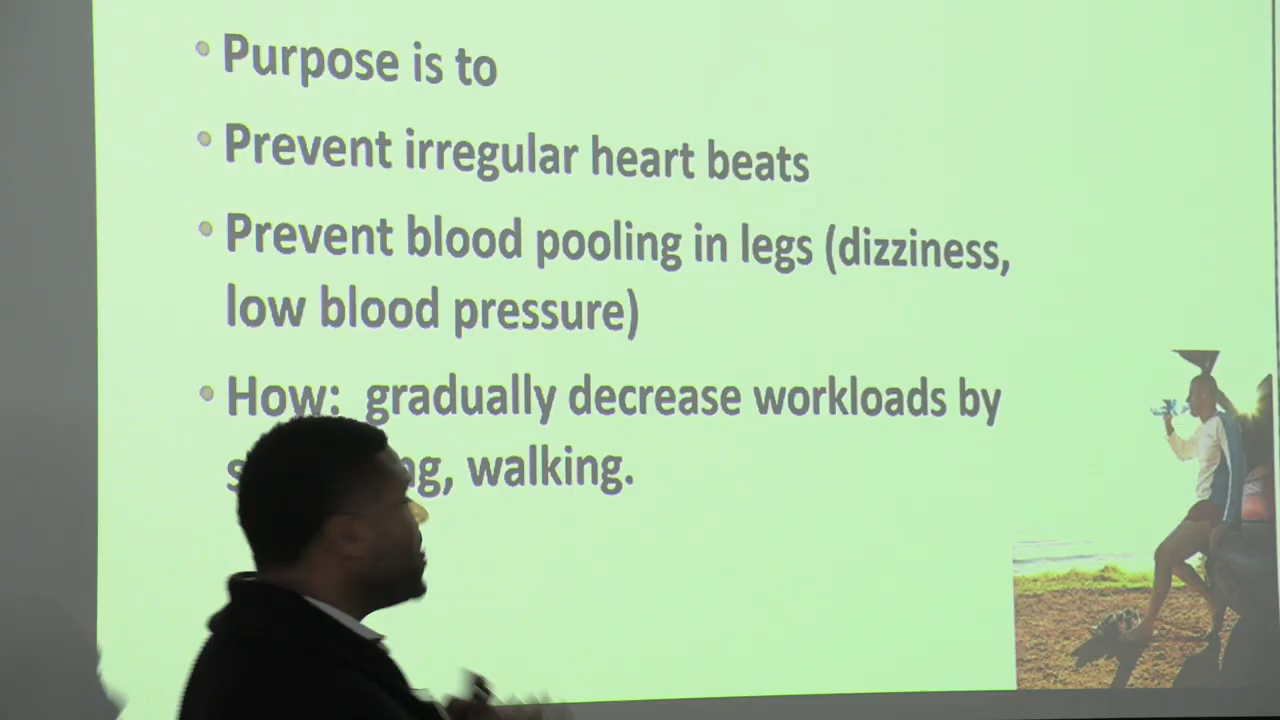 • Purpose is to
• Prevent irregular heart beats
• Prevent blood pooling in legs (dizziness,
low blood pressure)
• How: gradually decrease workloads by
walking.